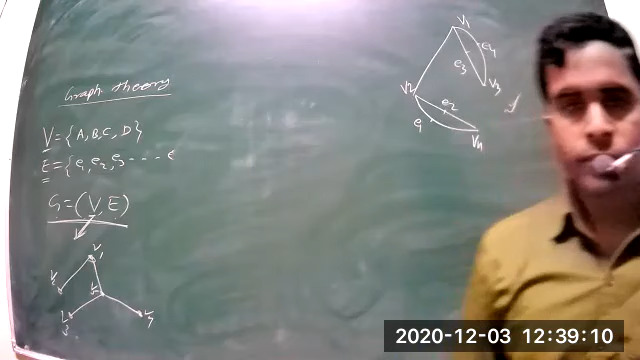 Graph theory
V = {A, B, C, D}
E = {e1, e2, e3 - - - - e
G = (V, E)
V1
e4
e3
V3
V2
e2
e1
V4
2020-12-03 12:39:10